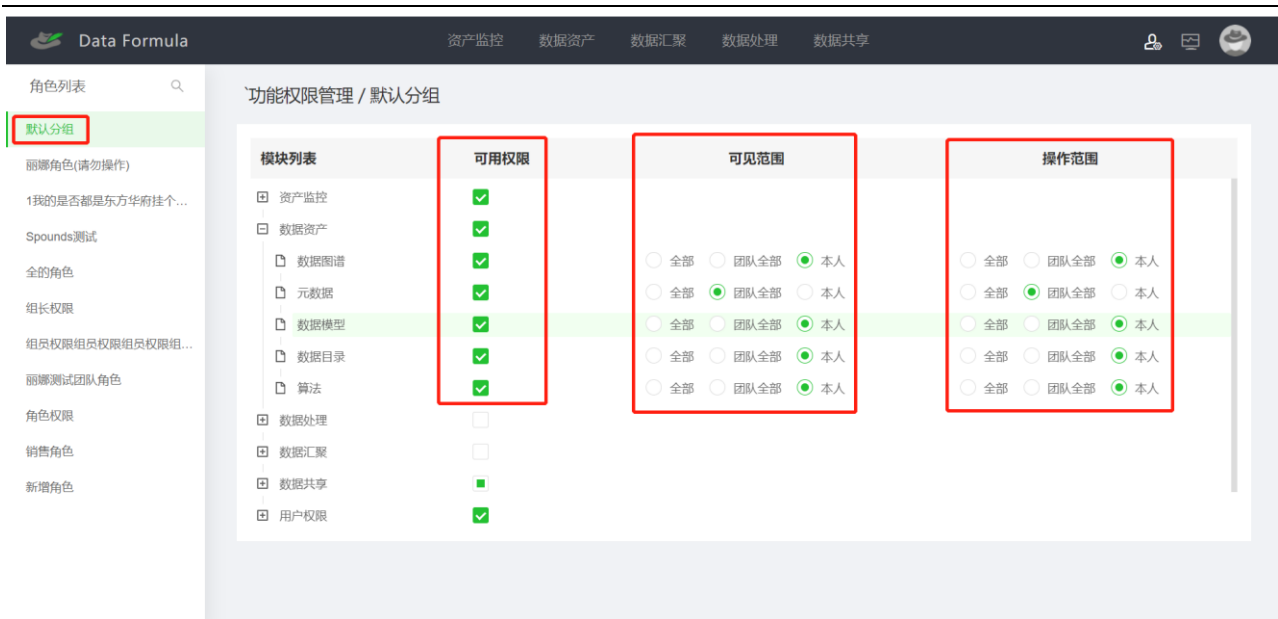 Data Formula 资产监控 数据资产 数据汇聚 数据处理 数据共享
角色列表
默认分组
丽娜角色(请勿操作)
1我的是否都是东方华府挂个...
Spounds测试
全的角色
组长权限
组员权限组员权限组员权限组...
丽娜测试团队角色
角色权限
销售角色
新增角色
`功能权限管理 / 默认分组
模块列表 可用权限 可见范围 操作范围
资产监控
数据资产
数据图谱 全部 团队全部 本人 全部 团队全部 本人
元数据 全部 团队全部 本人 全部 团队全部 本人
数据模型 全部 团队全部 本人 全部 团队全部 本人
数据目录 全部 团队全部 本人 全部 团队全部 本人
算法 全部 团队全部 本人 全部 团队全部 本人
数据处理
数据汇聚
数据共享
用户权限